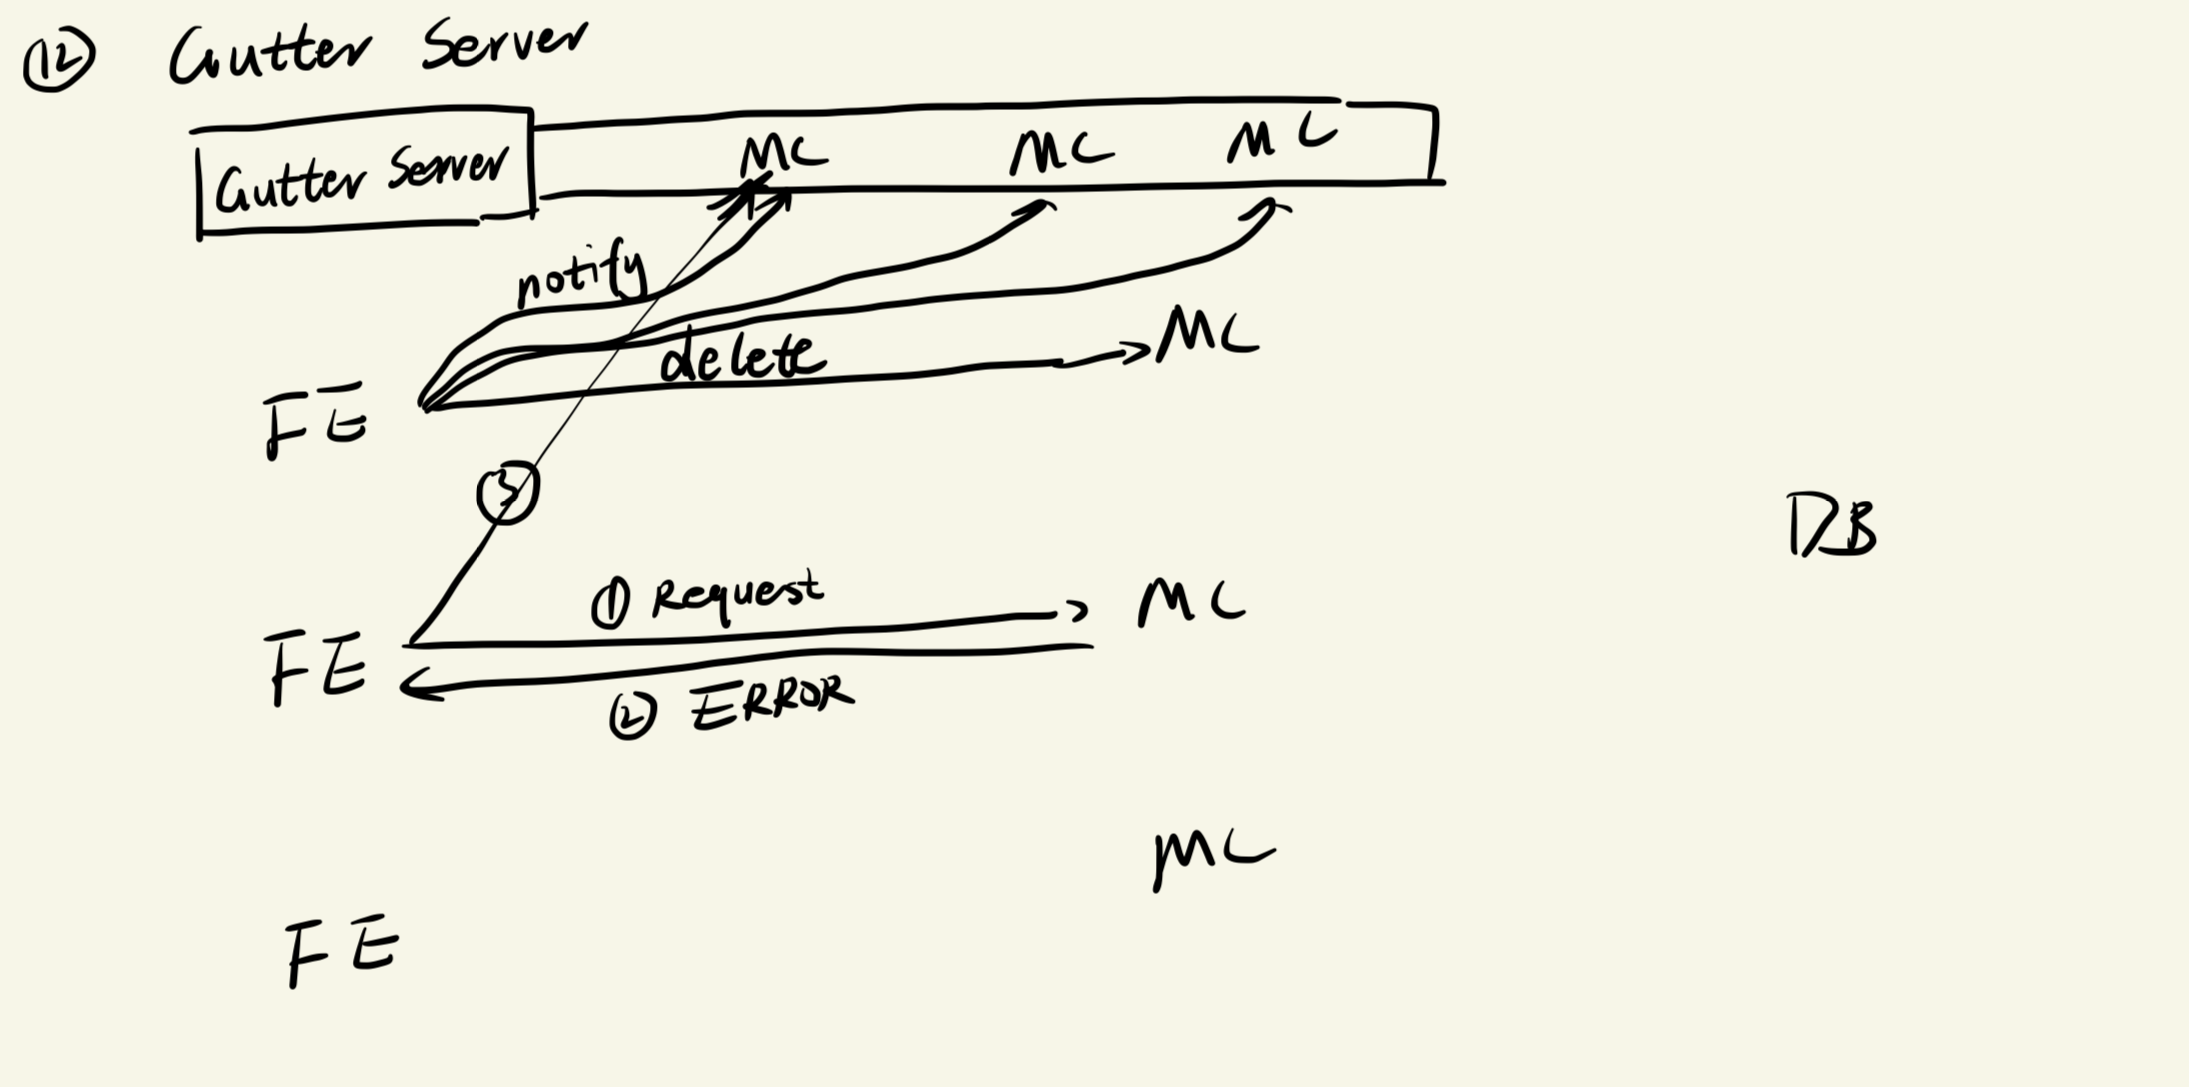 ⑫ Gutter Server
Gutter Server MC MC MC
notify
delete MC
FE
③
DB
① Request MC
FE
② ERROR
MC
FE